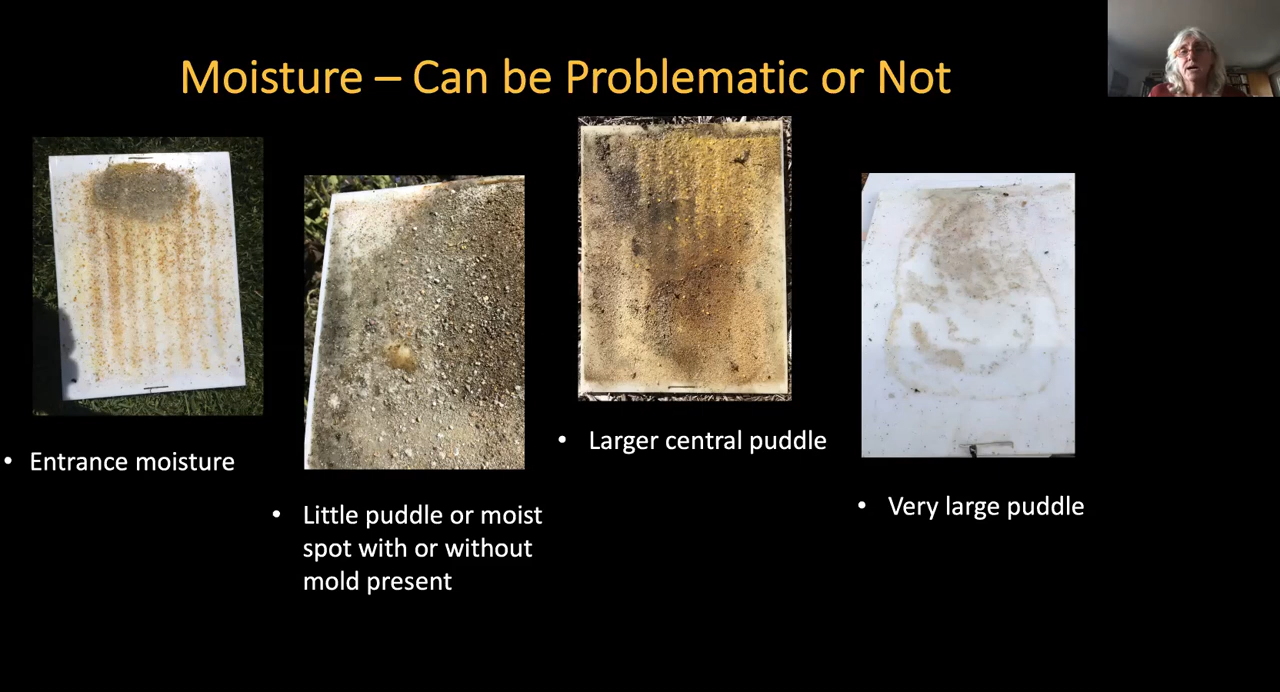 Moisture – Can be Problematic or Not
• Entrance moisture
• Little puddle or moist
spot with or without
mold present
• Larger central puddle
• Very large puddle